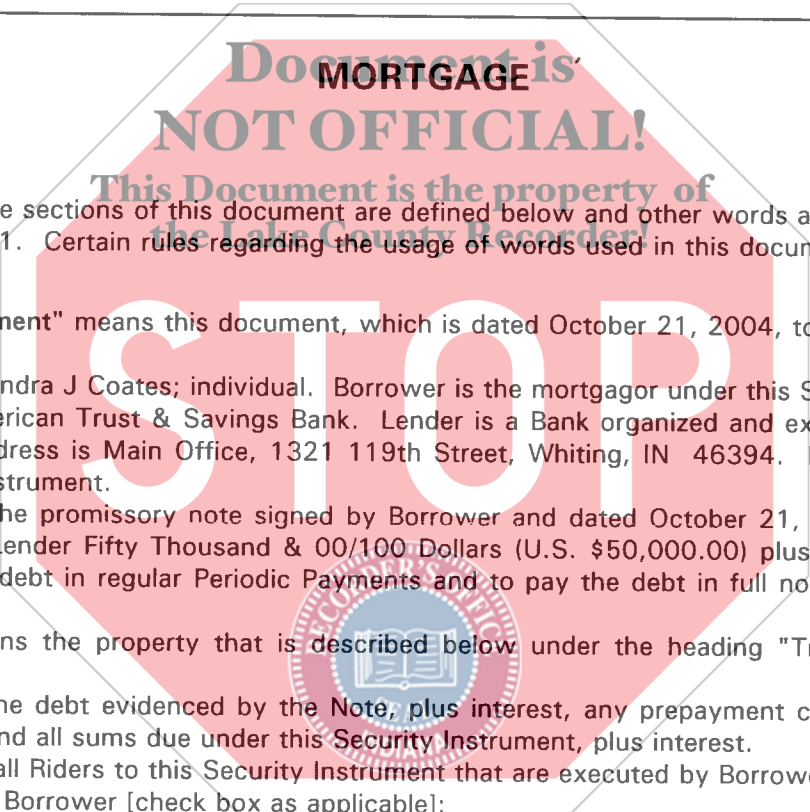 Document is
MORTGAGE
NOT OFFICIAL!
This Document is the property of
the Lake County Recorder!
e sections of this document are defined below and other words a
1. Certain rules regarding the usage of words used in this docum
ment" means this document, which is dated October 21, 2004, to
STOP
ndra J Coates; individual. Borrower is the mortgagor under this S
erican Trust & Savings Bank. Lender is a Bank organized and ex
dress is Main Office, 1321 119th Street, Whiting, IN 46394.
strument.
he promissory note signed by Borrower and dated October 21,
Lender Fifty Thousand & 00/100 Dollars (U.S. $50,000.00) plus
debt in regular Periodic Payments and to pay the debt in full no
RECORDER'S OFFICE
ns the property that is described below under the heading "Tr
he debt evidenced by the Note, plus interest, any prepayment c
nd all sums due under this Security Instrument, plus interest.
INDIANA
all Riders to this Security Instrument that are executed by Borrowe
Borrower [check box as applicable]: